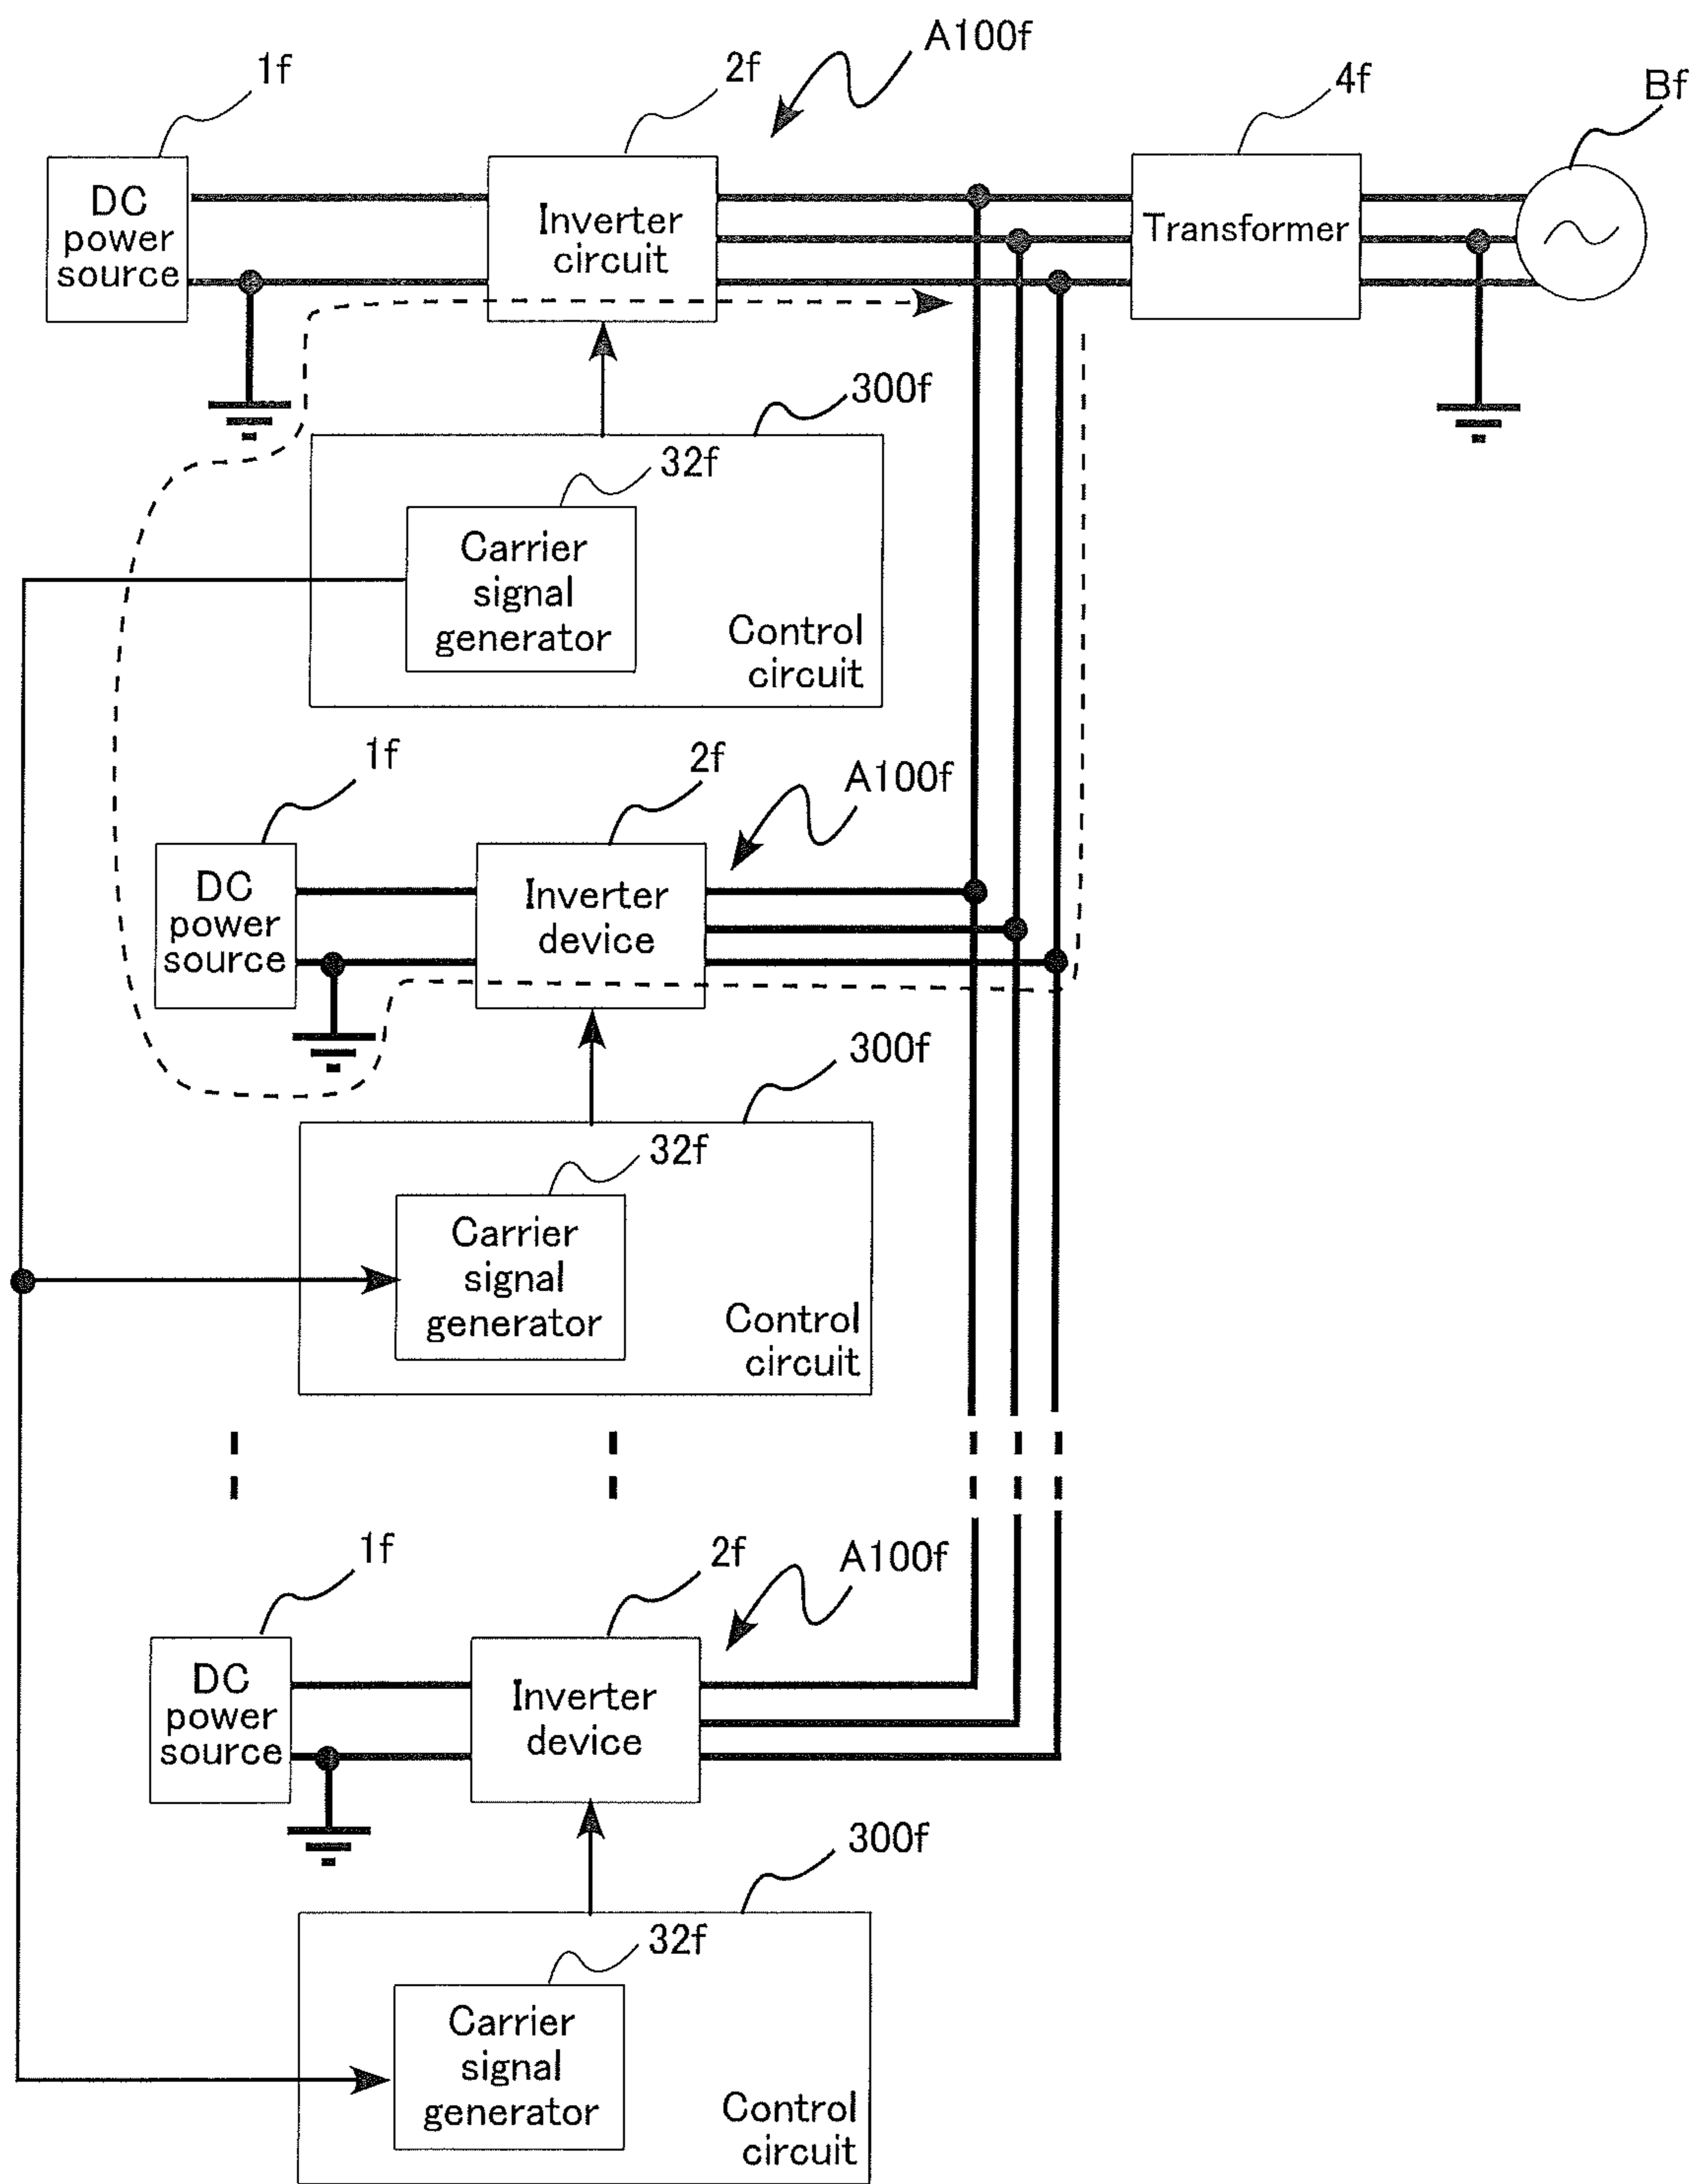 A100f
1f
2f
4f
Bf
DC
power
source
Inverter
circuit
Transformer
300f
32f
Carrier
signal
generator
Control
circuit
1f
2f
A100f
DC
power
source
Inverter
device
300f
32f
Carrier
signal
generator
Control
circuit
1f
2f
A100f
DC
power
source
Inverter
device
300f
32f
Carrier
signal
generator
Control
circuit